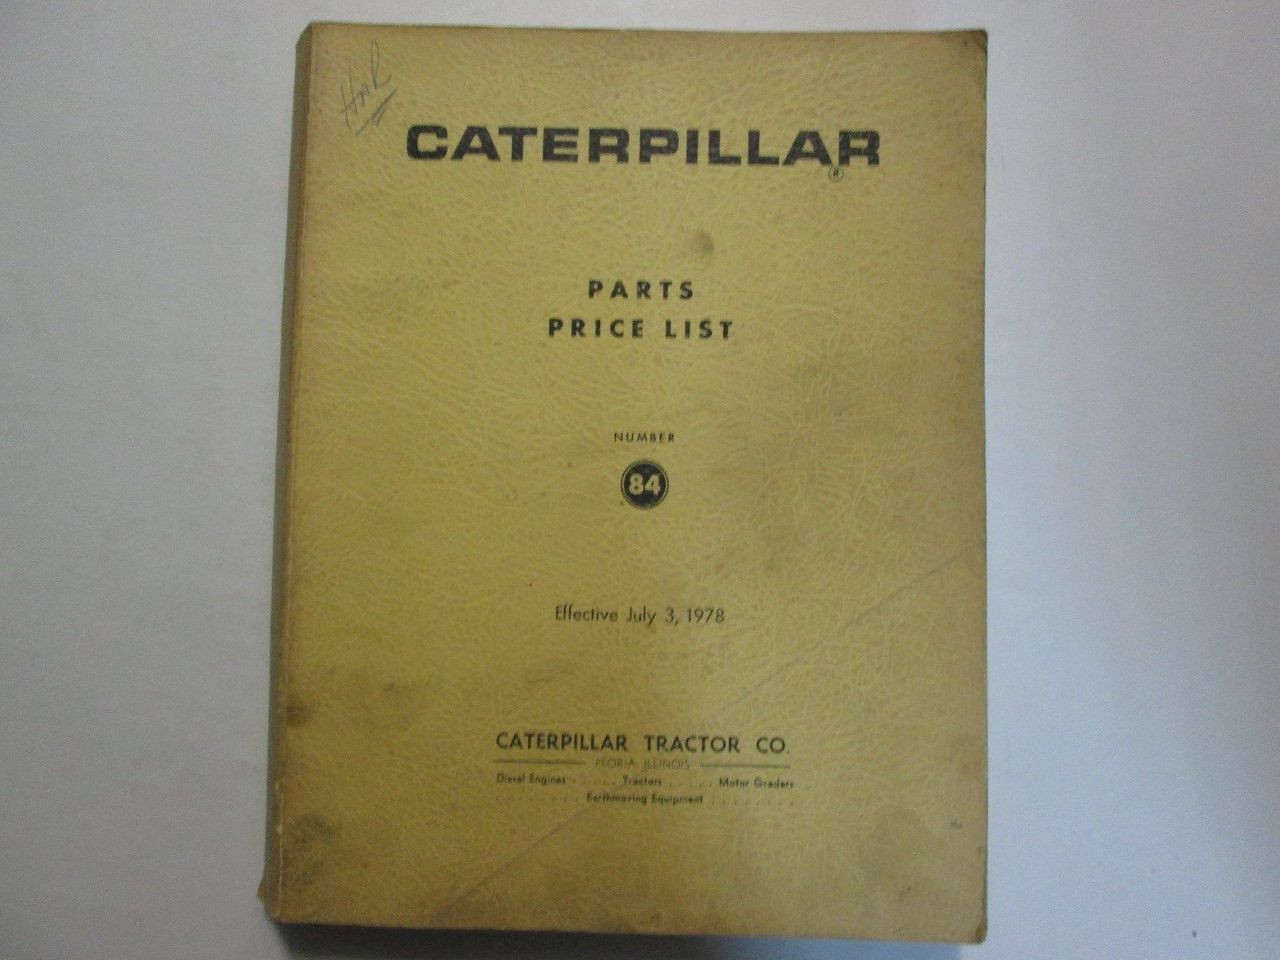 CATERPILLAR
®
PARTS
PRICE LIST
NUMBER
84
Effective July 3, 1978
CATERPILLAR TRACTOR CO.
PEORIA, ILLINOIS
Diesel Engines . . . . . . Tractors . . . . . Motor Graders
. . . . . . . . Earthmoving Equipment . . . . . . . .